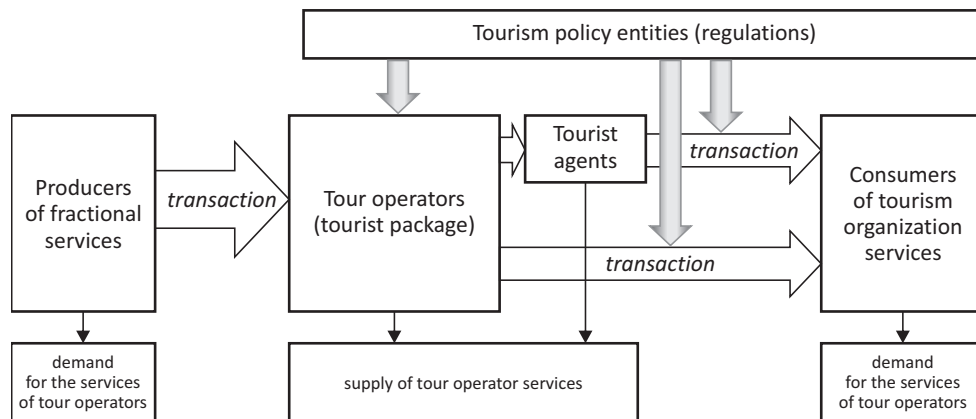 Tourism policy entities (regulations)
Producers
of fractional
services
transaction
Tour operators
(tourist package)
Tourist
agents
transaction
transaction
Consumers
of tourism
organization
services
demand
for the services
of tour operators
supply of tour operator services
demand
for the services
of tour operators